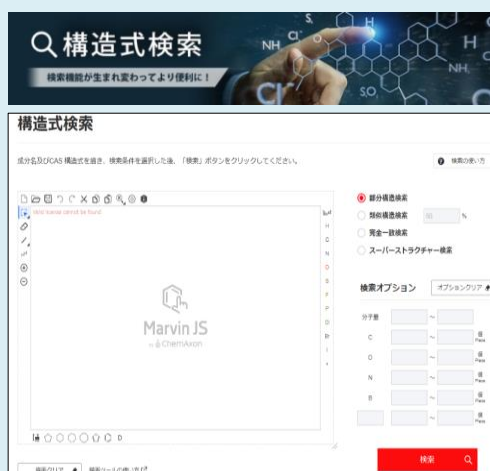 構造式検索
検索機能が生まれ変わってより便利に!
構造式検索
成分名及びCAS 構造式を描き、検索条件を選択した後、「検索」ボタンをクリックしてください。
検索の使い方
部分構造検索
類似構造検索 %
完全一致検索
スーパーストラクチャー検索
Marvin JS
by ChemAxon
検索オプション
オプションクリア
分子量 ~
C ~
O ~
N ~
~
~
検索